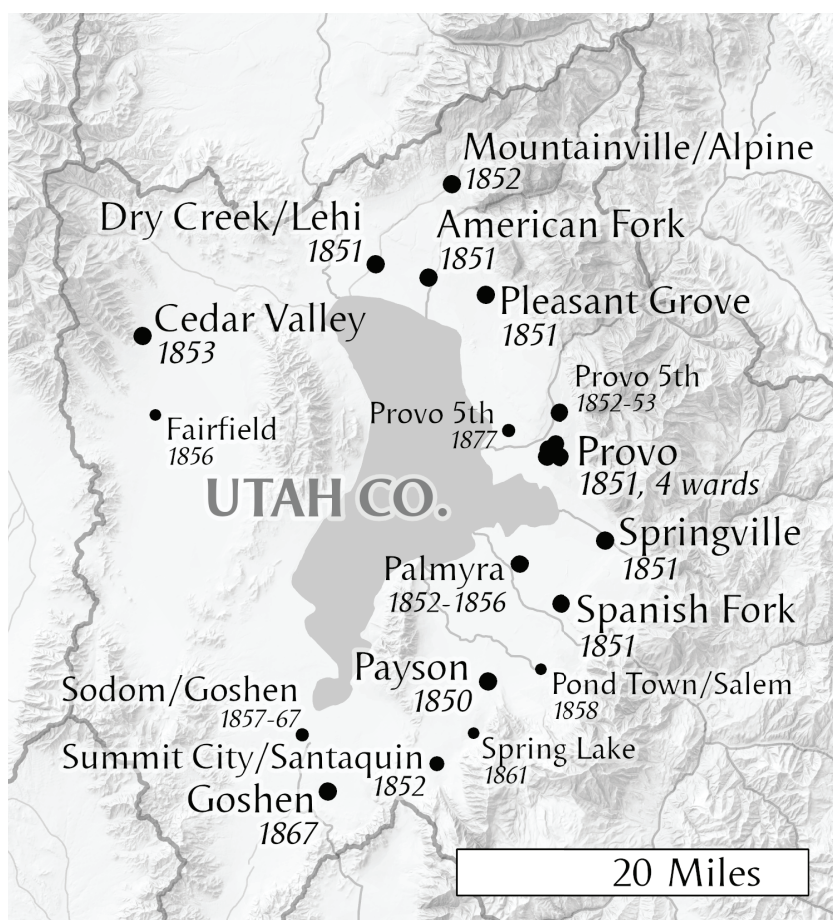 Mountainville/Alpine
1852
Dry Creek/Lehi
1851
American Fork
1851
Pleasant Grove
1851
Cedar Valley
1853
Provo 5th
1852-53
Provo 5th
1877
Fairfield
1856
Provo
1851, 4 wards
UTAH CO.
Springville
1851
Palmyra
1852-1856
Spanish Fork
1851
Payson
1850
Pond Town/Salem
1858
Sodom/Goshen
1857-67
Spring Lake
1861
Summit City/Santaquin
1852
Goshen
1867
20 Miles